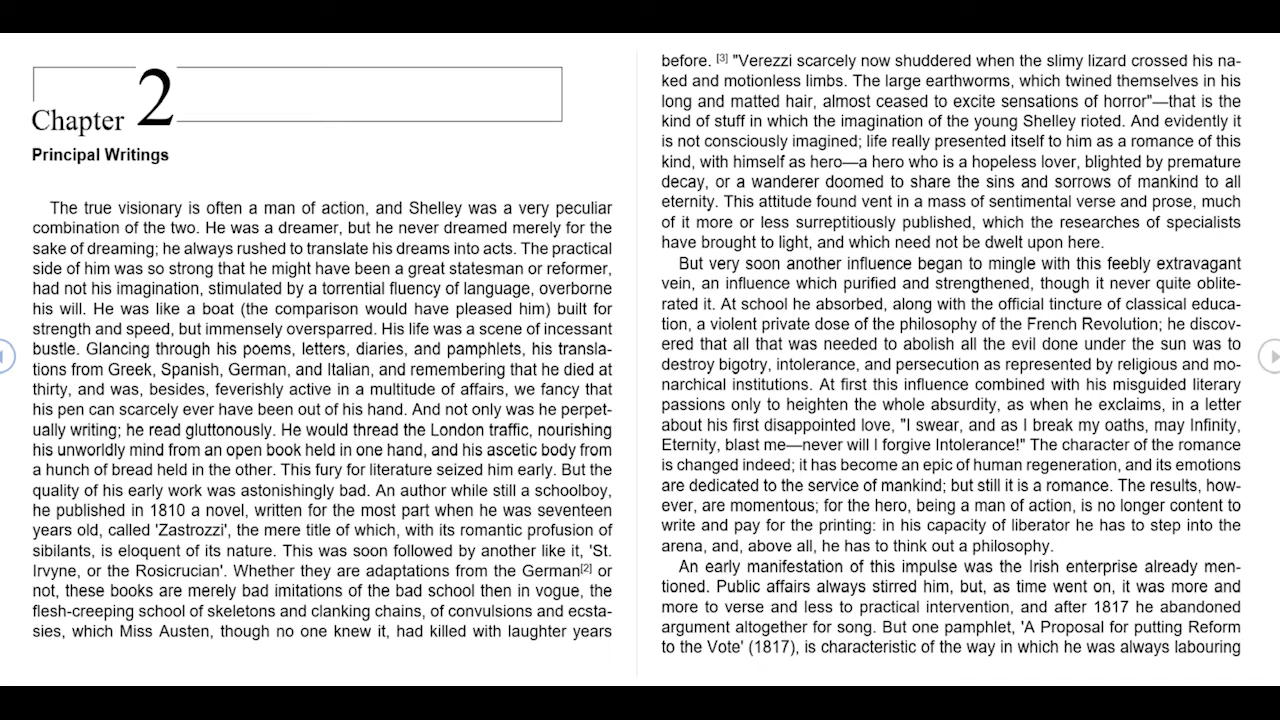 Chapter 2
Principal Writings
The true visionary is often a man of action, and Shelley was a very peculiar
combination of the two. He was a dreamer, but he never dreamed merely for the
sake of dreaming; he always rushed to translate his dreams into acts. The practical
side of him was so strong that he might have been a great statesman or reformer,
had not his imagination, stimulated by a torrential fluency of language, overborne
his will. He was like a boat (the comparison would have pleased him) built for
strength and speed, but immensely oversparred. His life was a scene of incessant
bustle. Glancing through his poems, letters, diaries, and pamphlets, his transla-
tions from Greek, Spanish, German, and Italian, and remembering that he died at
thirty, and was, besides, feverishly active in a multitude of affairs, we fancy that
his pen can scarcely ever have been out of his hand. And not only was he perpet-
ually writing; he read gluttonously. He would thread the London traffic, nourishing
his unworldly mind from an open book held in one hand, and his ascetic body from
a hunch of bread held in the other. This fury for literature seized him early. But the
quality of his early work was astonishingly bad. An author while still a schoolboy,
he published in 1810 a novel, written for the most part when he was seventeen
years old, called 'Zastrozzi', the mere title of which, with its romantic profusion of
sibilants, is eloquent of its nature. This was soon followed by another like it, 'St.
Irvyne, or the Rosicrucian'. Whether they are adaptations from the German[2] or
not, these books are merely bad imitations of the bad school then in vogue, the
flesh-creeping school of skeletons and clanking chains, of convulsions and ecsta-
sies, which Miss Austen, though no one knew it, had killed with laughter years
before. [3] "Verezzi scarcely now shuddered when the slimy lizard crossed his na-
ked and motionless limbs. The large earthworms, which twined themselves in his
long and matted hair, almost ceased to excite sensations of horror"—that is the
kind of stuff in which the imagination of the young Shelley rioted. And evidently it
is not consciously imagined; life really presented itself to him as a romance of this
kind, with himself as hero—a hero who is a hopeless lover, blighted by premature
decay, or a wanderer doomed to share the sins and sorrows of mankind to all
eternity. This attitude found vent in a mass of sentimental verse and prose, much
of it more or less surreptitiously published, which the researches of specialists
have brought to light, and which need not be dwelt upon here.
But very soon another influence began to mingle with this feebly extravagant
vein, an influence which purified and strengthened, though it never quite oblite-
rated it. At school he absorbed, along with the official tincture of classical educa-
tion, a violent private dose of the philosophy of the French Revolution; he discov-
ered that all that was needed to abolish all the evil done under the sun was to
destroy bigotry, intolerance, and persecution as represented by religious and mo-
narchical institutions. At first this influence combined with his misguided literary
passions only to heighten the whole absurdity, as when he exclaims, in a letter
about his first disappointed love, "I swear, and as I break my oaths, may Infinity,
Eternity, blast me—never will I forgive Intolerance!" The character of the romance
is changed indeed; it has become an epic of human regeneration, and its emotions
are dedicated to the service of mankind; but still it is a romance. The results, how-
ever, are momentous; for the hero, being a man of action, is no longer content to
write and pay for the printing: in his capacity of liberator he has to step into the
arena, and, above all, he has to think out a philosophy.
An early manifestation of this impulse was the Irish enterprise already men-
tioned. Public affairs always stirred him, but, as time went on, it was more and
more to verse and less to practical intervention, and after 1817 he abandoned
argument altogether for song. But one pamphlet, 'A Proposal for putting Reform
to the Vote' (1817), is characteristic of the way in which he was always labouring